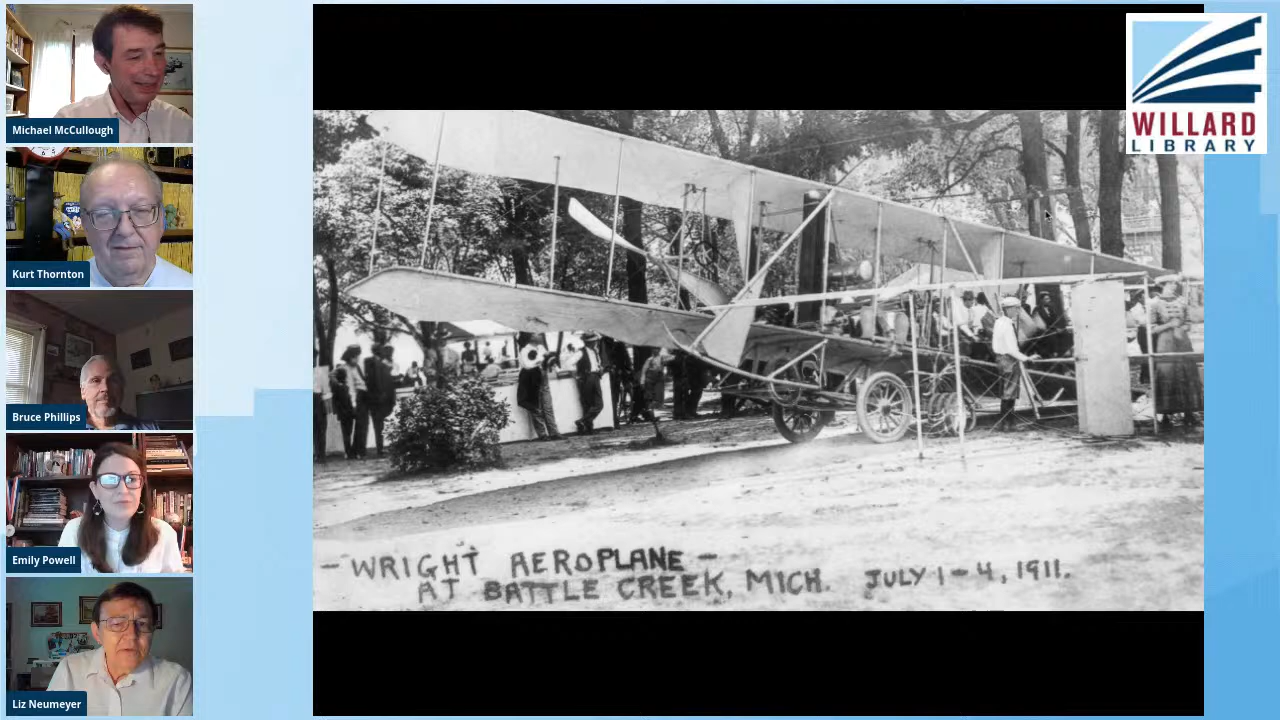 Michael McCullough
Kurt Thornton
Bruce Phillips
Emily Powell
Liz Neumeyer
WILLARD
LIBRARY
- WRIGHT AEROPLANE -
AT BATTLE CREEK, MICH. JULY 1-4, 1911.